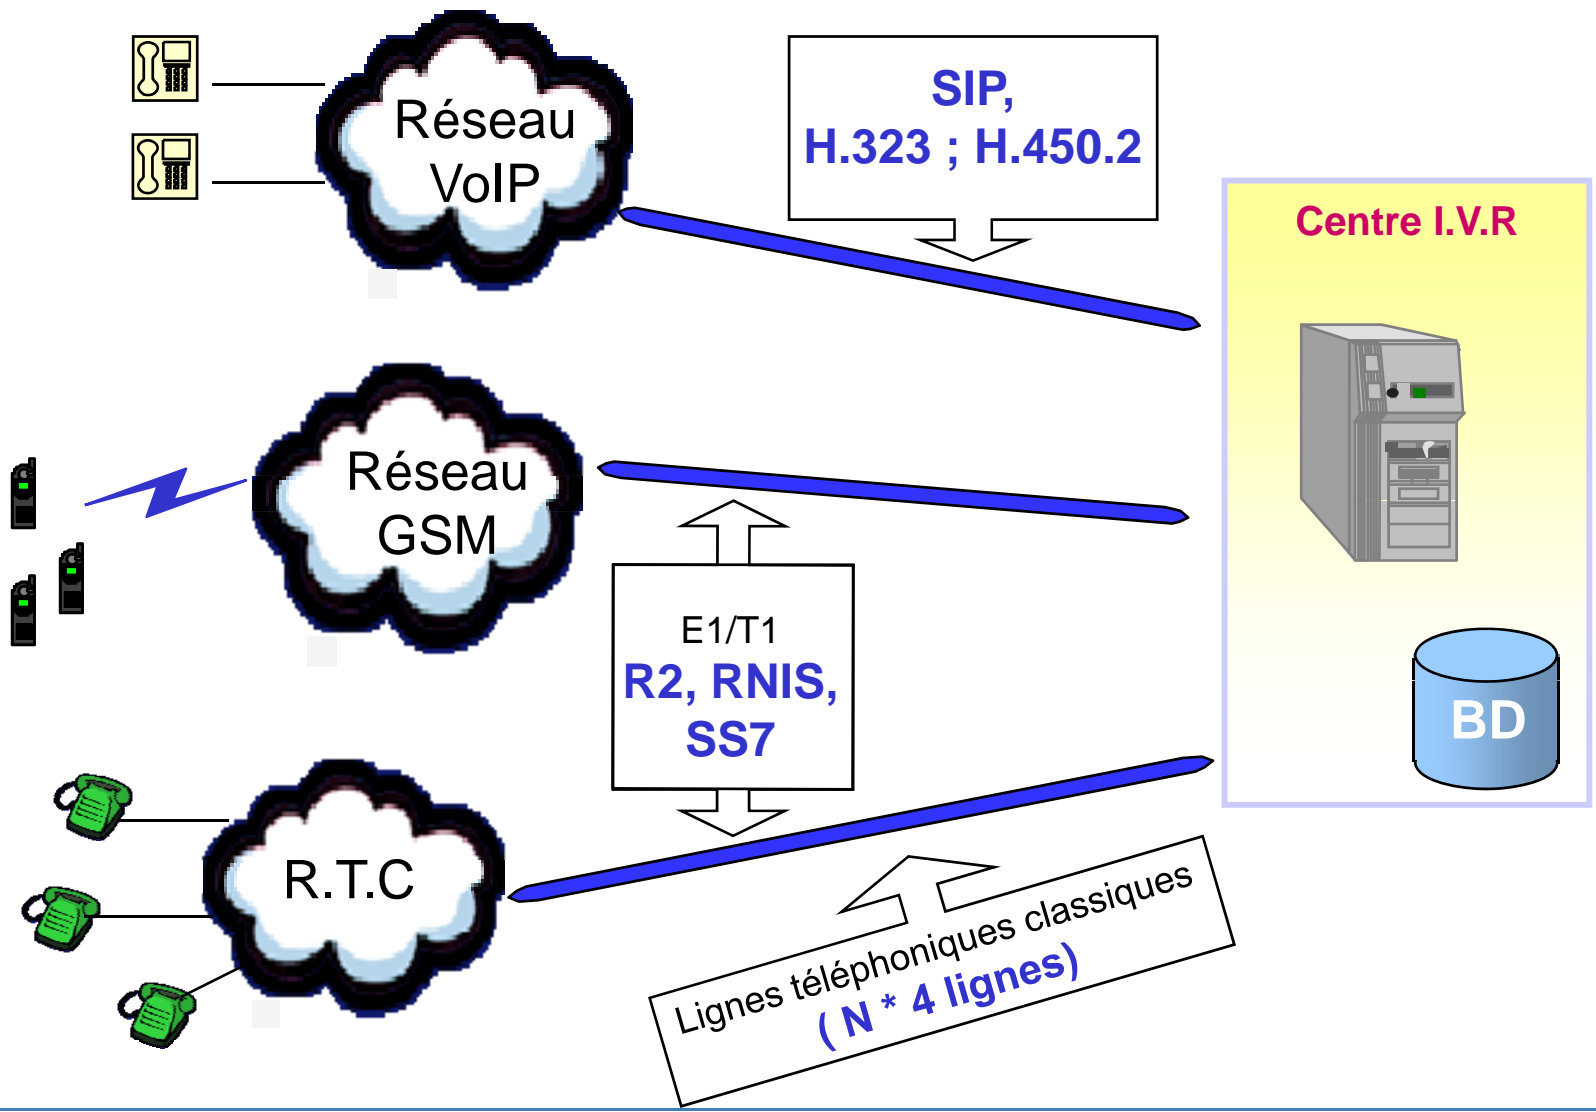 Réseau
VoIP
SIP,
H.323 ; H.450.2
Centre I.V.R
Réseau
GSM
E1/T1
R2, RNIS,
SS7
BD
R.T.C
Lignes téléphoniques classiques
( N * 4 lignes)